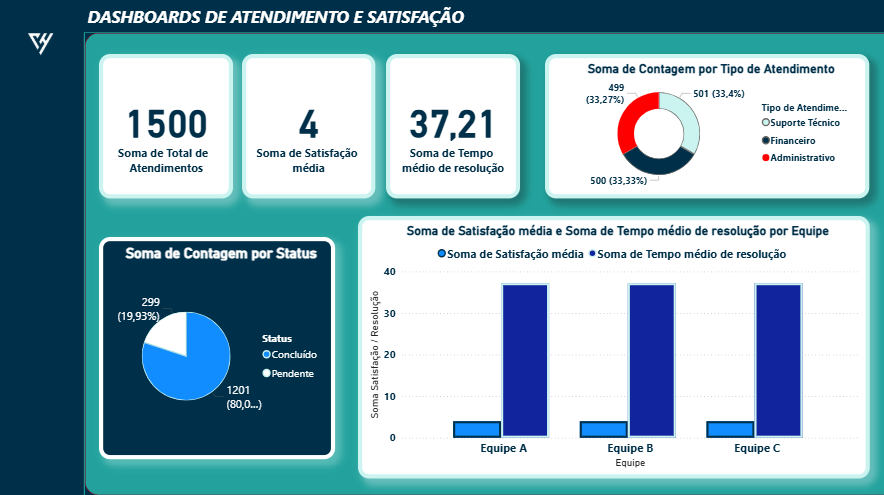 DASHBOARDS DE ATENDIMENTO E SATISFAÇÃO
1500
Soma de Total de
Atendimentos
4
Soma de Satisfação
média
37,21
Soma de Tempo
médio de resolução
Soma de Contagem por Tipo de Atendimento
499
(33,27%)
501 (33,4%)
500 (33,33%)
Tipo de Atendime...
Suporte Técnico
Financeiro
Administrativo
Soma de Contagem por Status
299
(19,93%)
1201
(80,0...)
Status
Concluído
Pendente
Soma de Satisfação média e Soma de Tempo médio de resolução por Equipe
Soma de Satisfação média
Soma de Tempo médio de resolução
Soma Satisfação / Resolução
40
30
20
10
0
Equipe A
Equipe B
Equipe C
Equipe